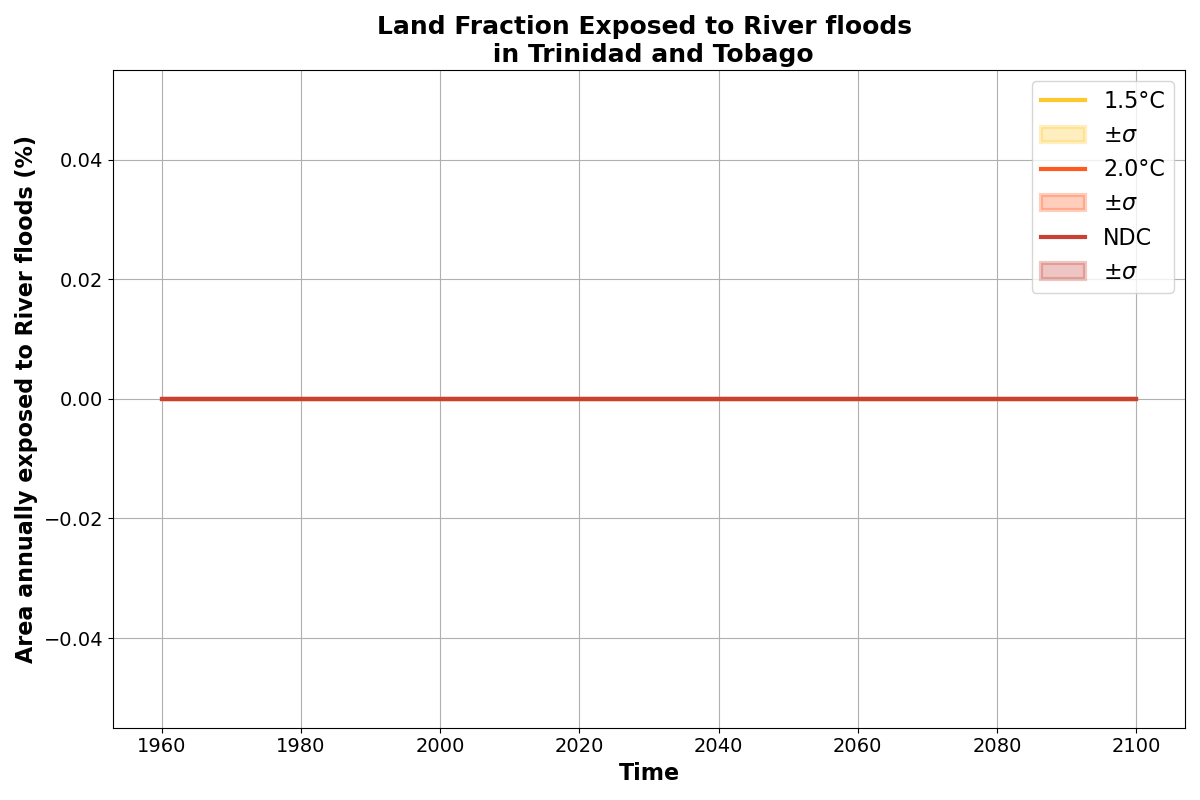 Land Fraction Exposed to River floods
in Trinidad and Tobago
Area annually exposed to River floods (%)
0.04
0.02
0.00
−0.02
−0.04
1.5°C
±σ
2.0°C
±σ
NDC
±σ
1960 1980 2000 2020 2040 2060 2080 2100
Time